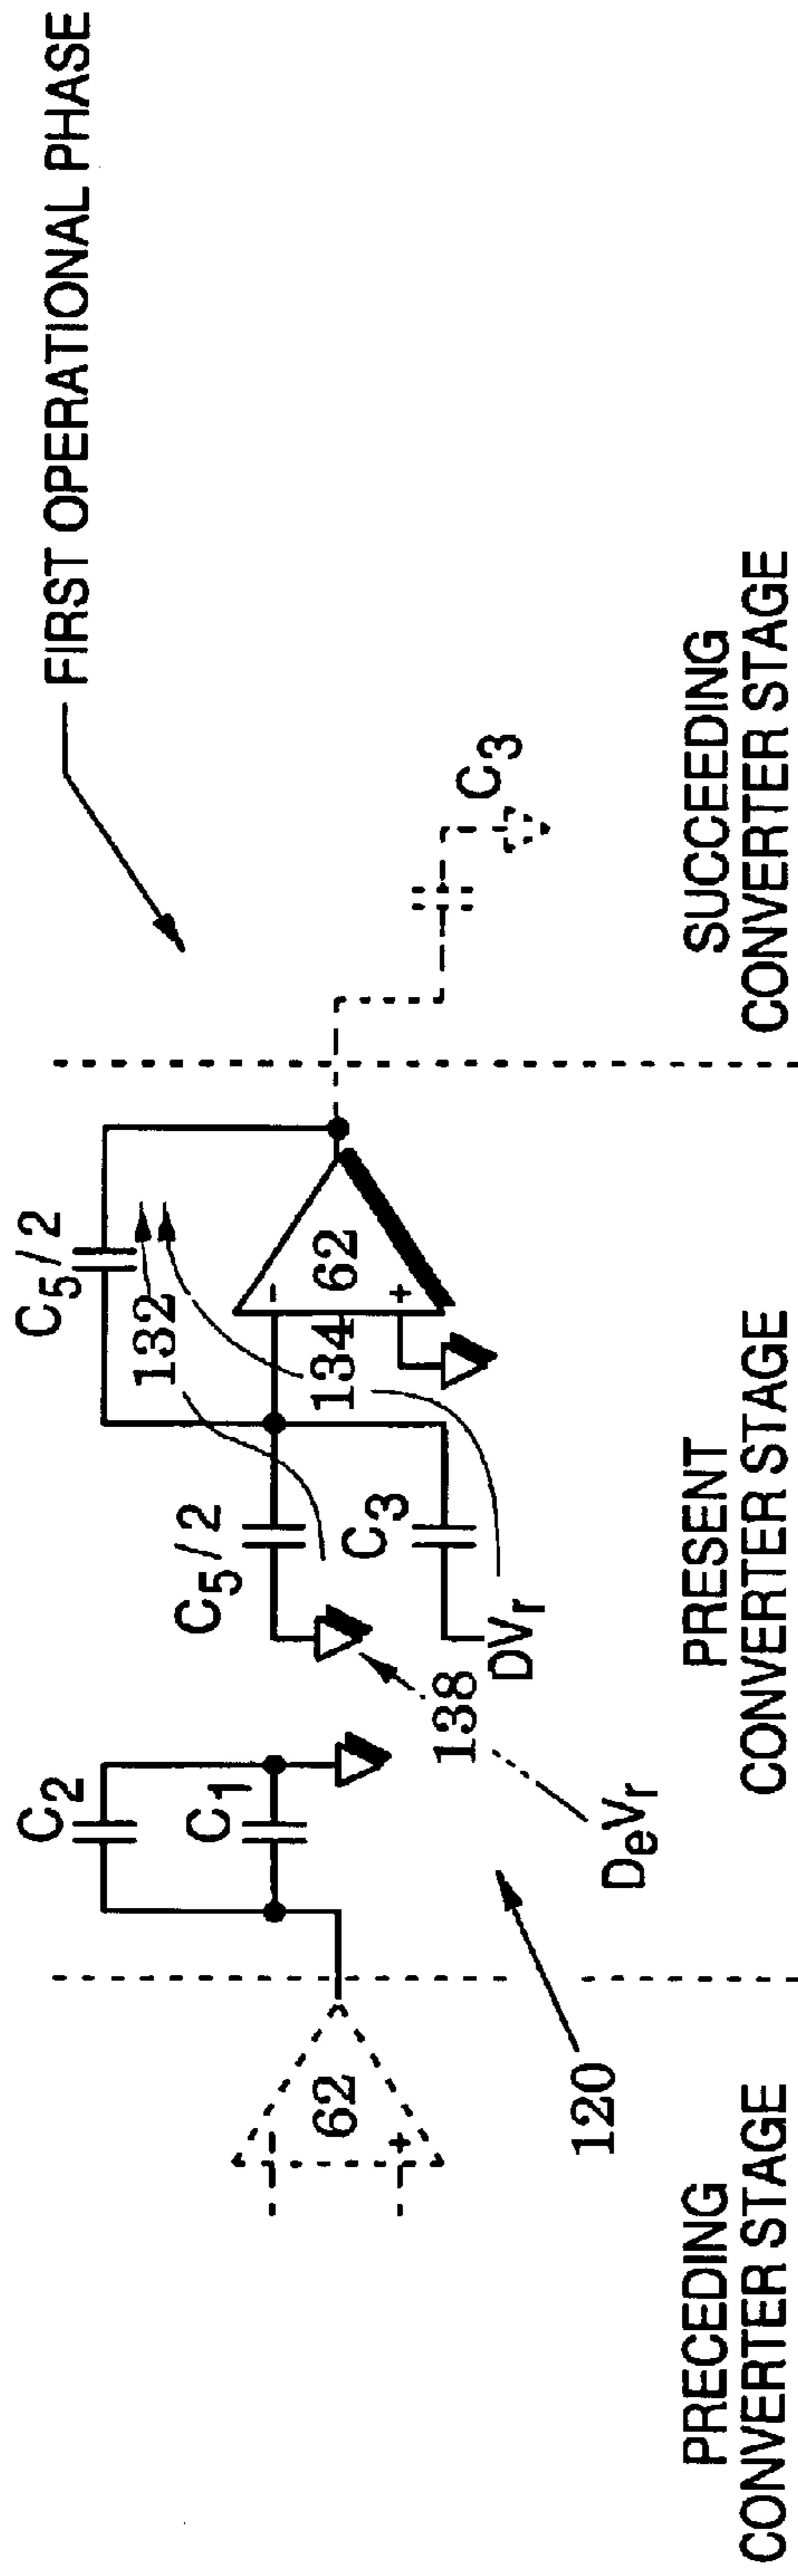 FIRST OPERATIONAL PHASE
C2
C1
C5/2
C5/2
132
134
C3
62
-
+
62
-
+
C3
138
DVr
DeVr
120
PRECEDING
CONVERTER STAGE
PRESENT
CONVERTER STAGE
SUCCEEDING
CONVERTER STAGE